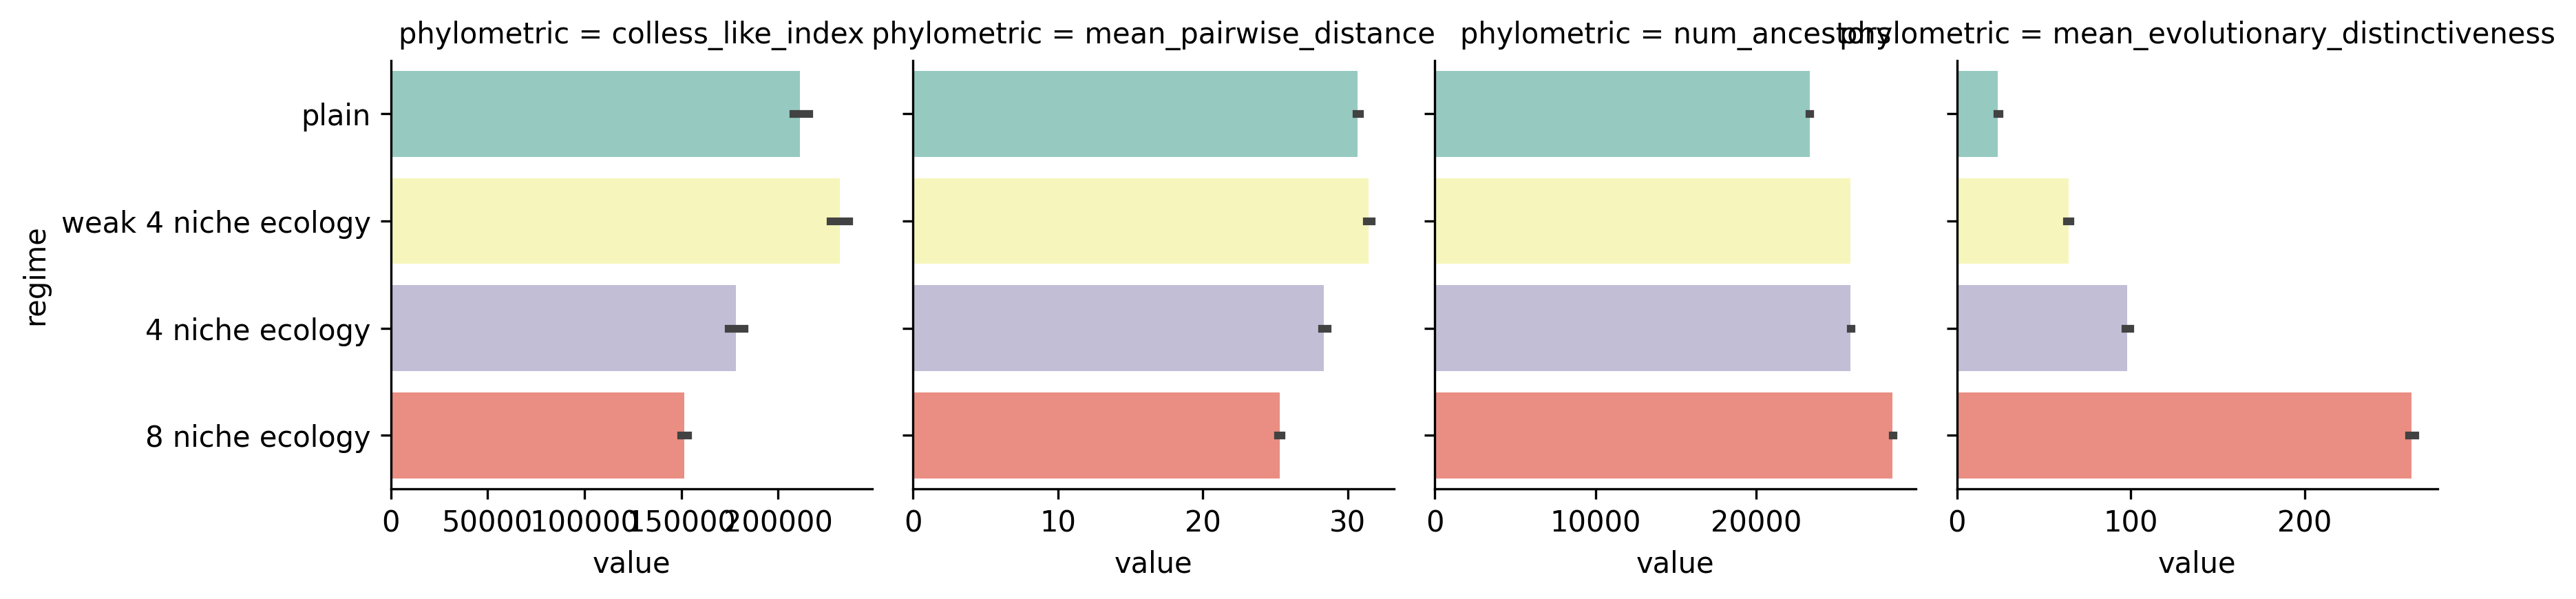 phylometric = colless_like_index
phylometric = mean_pairwise_distance
phylometric = num_ancestors
phylometric = mean_evolutionary_distinctiveness
regime
plain
weak 4 niche ecology
4 niche ecology
8 niche ecology
0 50000 100000 150000 200000
0 10 20 30
0 10000 20000
0 100 200
value
value
value
value